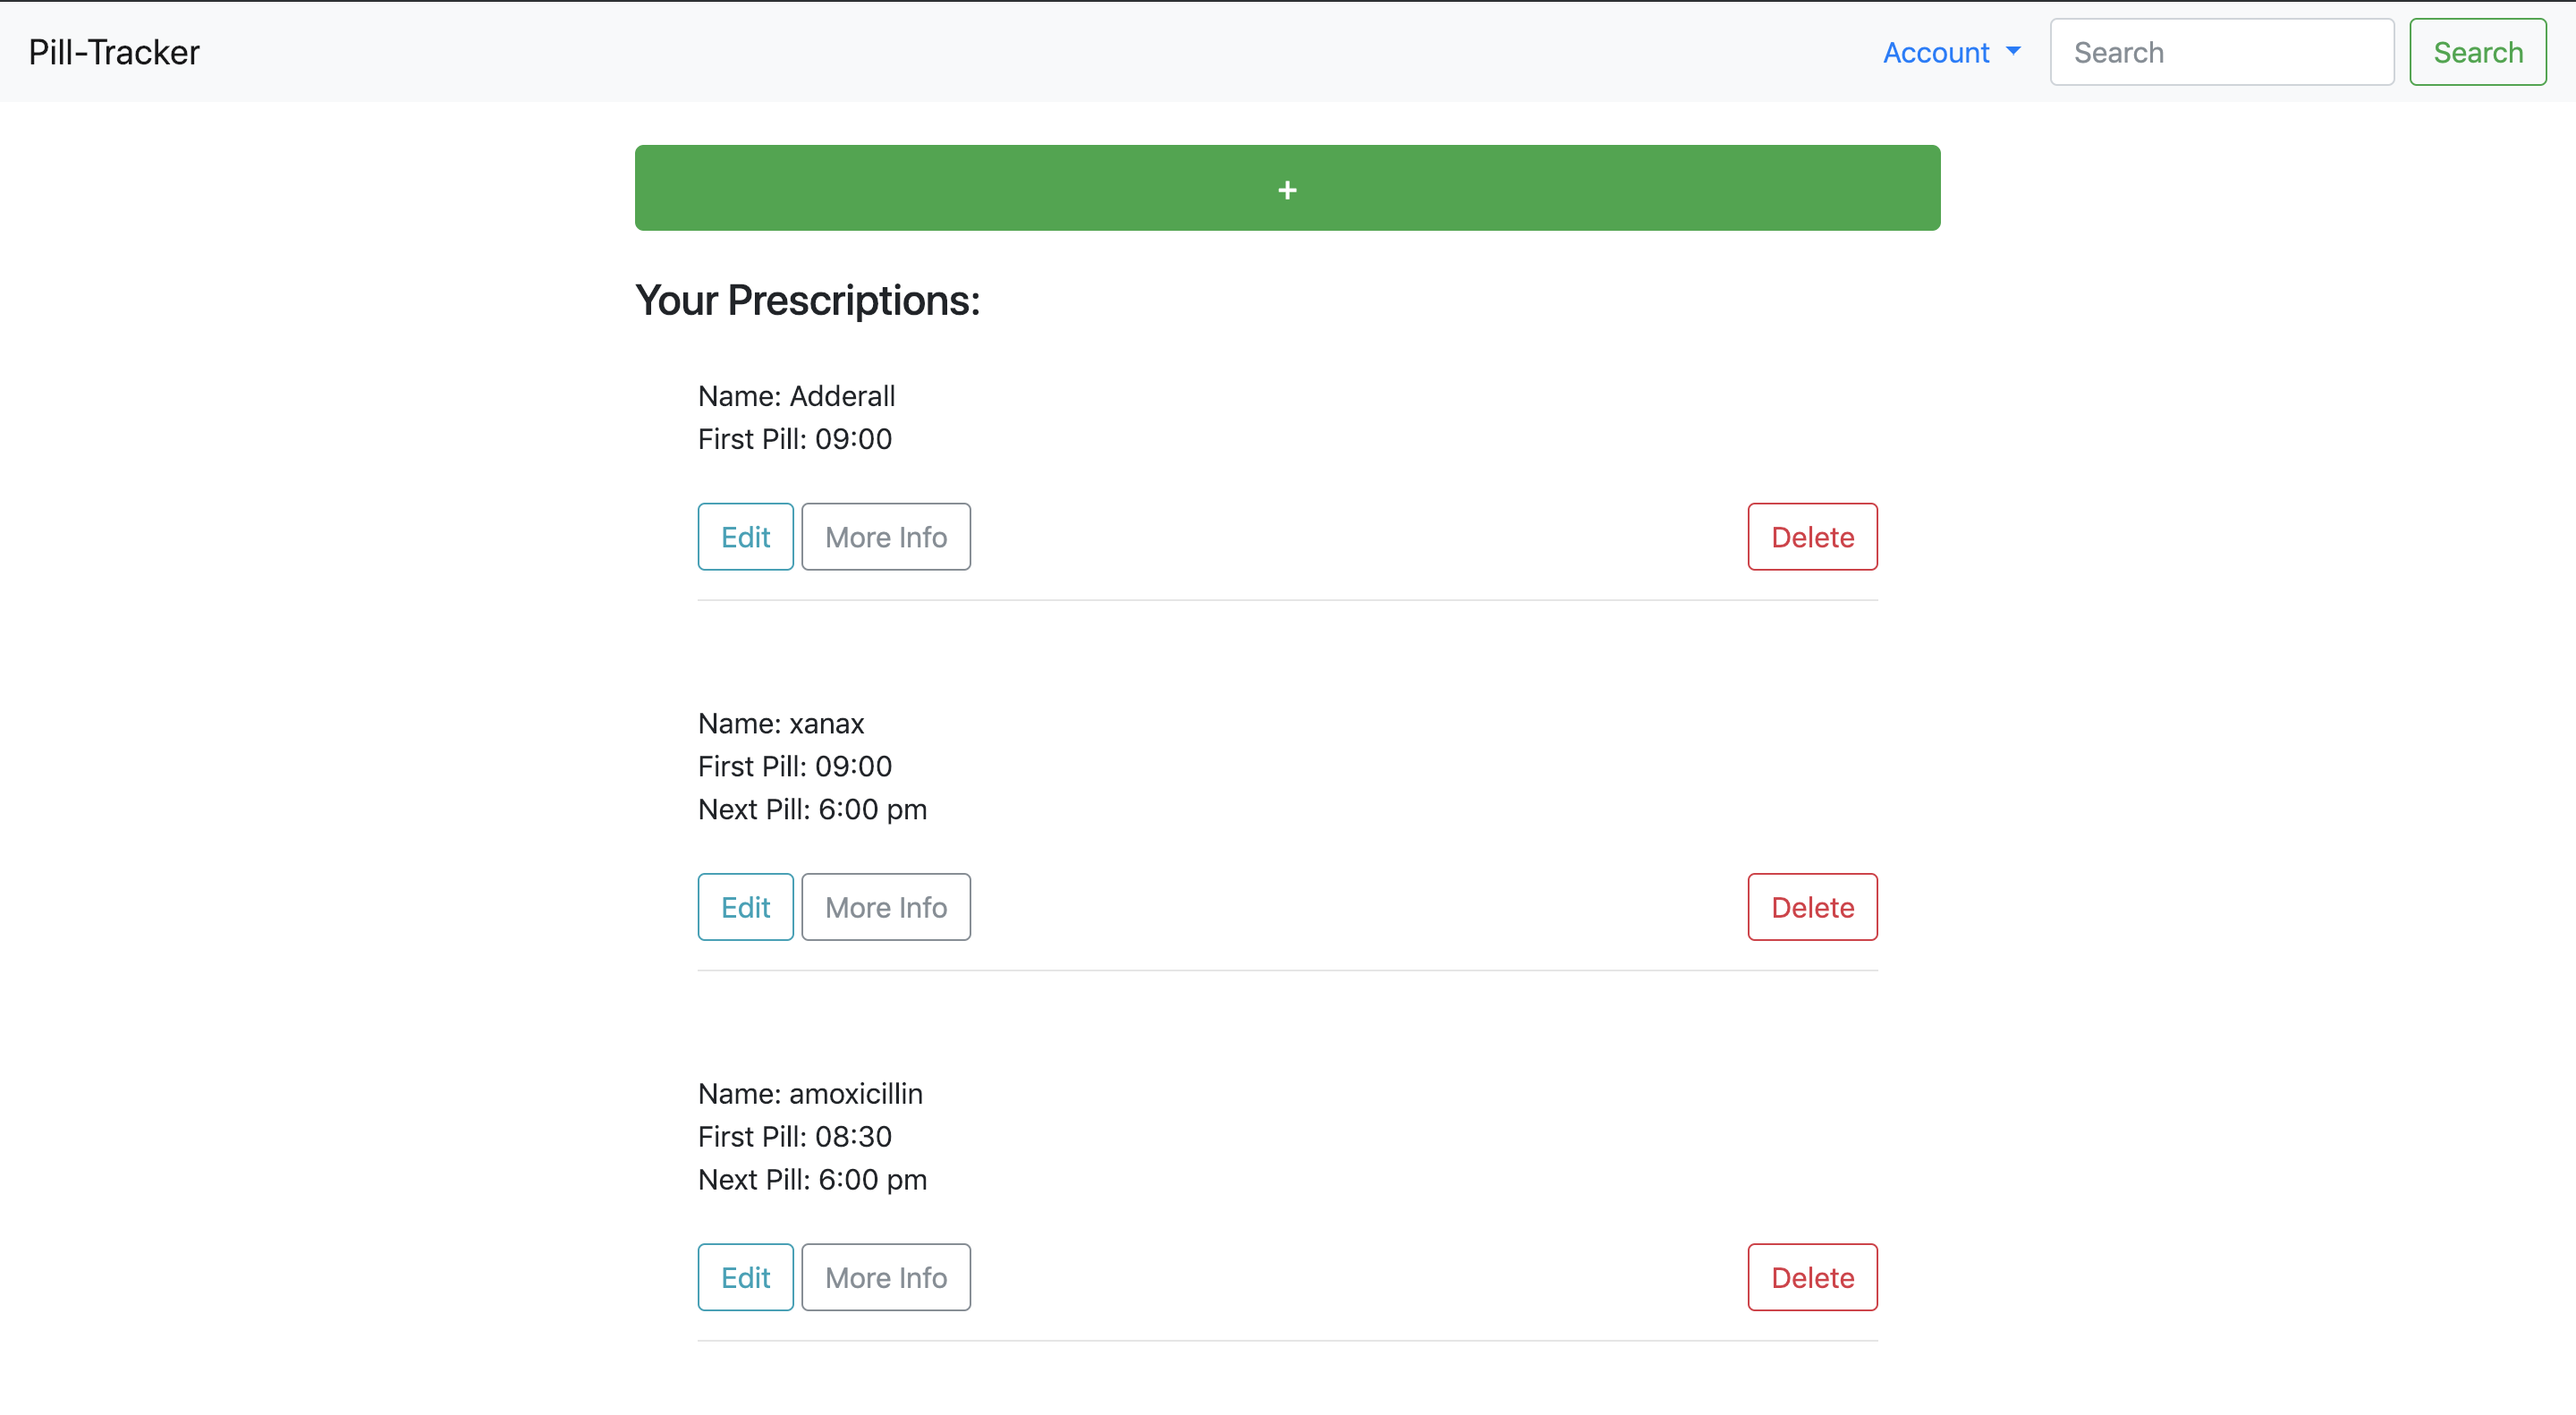 Pill-Tracker
Account
Search
Search
+
Your Prescriptions:
Name: Adderall
First Pill: 09:00
Edit
More Info
Delete
Name: xanax
First Pill: 09:00
Next Pill: 6:00 pm
Edit
More Info
Delete
Name: amoxicillin
First Pill: 08:30
Next Pill: 6:00 pm
Edit
More Info
Delete